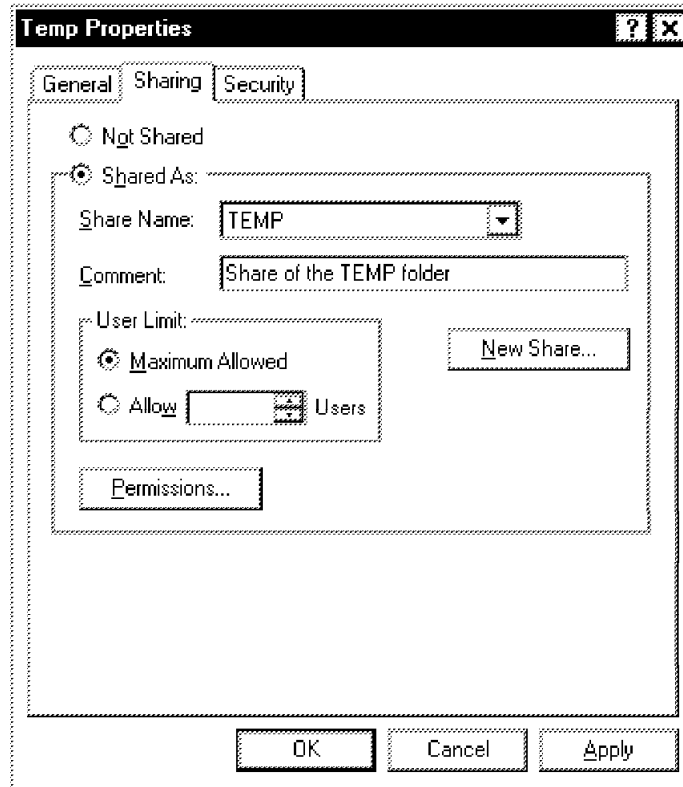 Temp Properties
General Sharing Security
Not Shared
Shared As:
Share Name: TEMP
Comment: Share of the TEMP folder
User Limit:
Maximum Allowed
New Share...
Allow Users
Permissions...
OK Cancel Apply